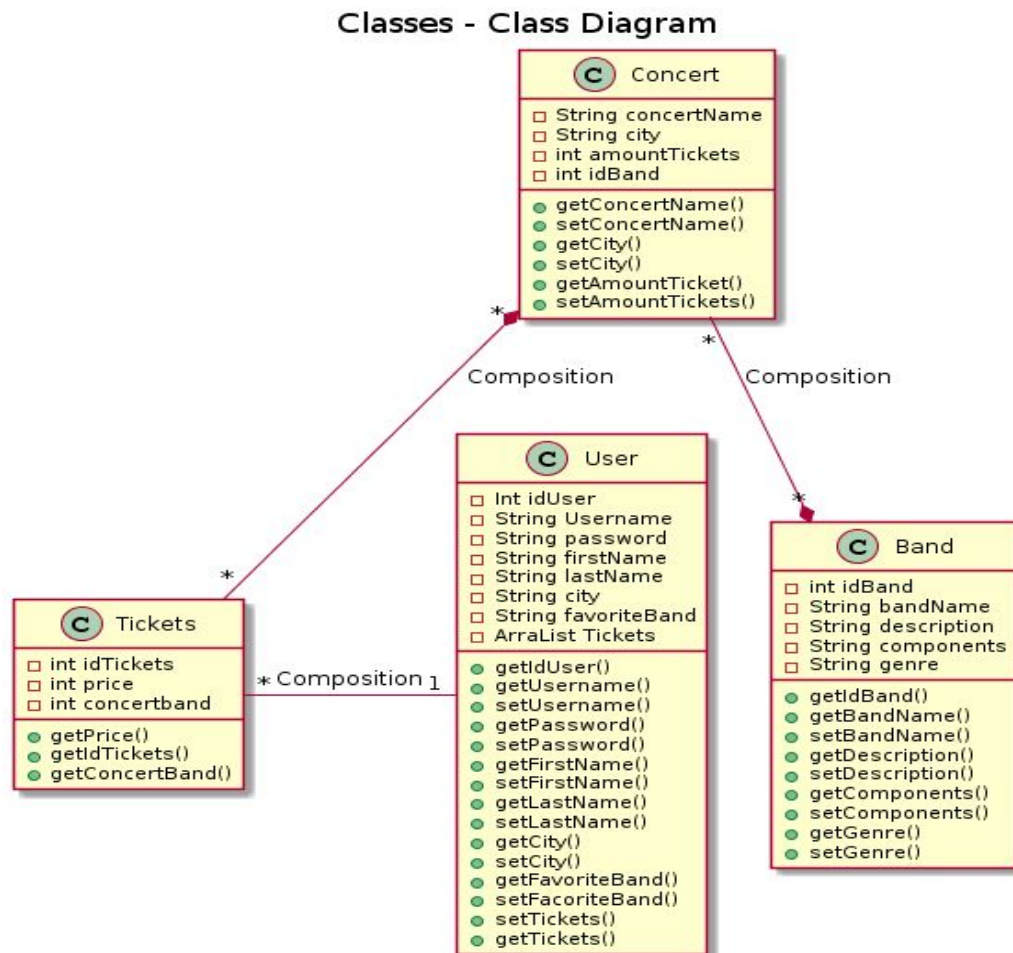 Classes - Class Diagram
C Concert
String concertName
String city
int amountTickets
int idBand
getConcertName()
setConcertName()
getCity()
setCity()
getAmountTicket()
setAmountTickets()
*
*
Composition
Composition
*
*
C User
Int idUser
String Username
String password
String firstName
String lastName
String city
String favoriteBand
ArraList Tickets
getIdUser()
getUsername()
setUsername()
getPassword()
setPassword()
getFirstName()
setFirstName()
getLastName()
setLastName()
getCity()
setCity()
getFavoriteBand()
setFacoriteBand()
setTickets()
getTickets()
C Band
int idBand
String bandName
String description
String components
String genre
getIdBand()
getBandName()
setBandName()
getDescription()
setDescription()
getComponents()
setComponents()
getGenre()
setGenre()
C Tickets
int idTickets
int price
int concertband
getPrice()
getIdTickets()
getConcertBand()
* Composition 1